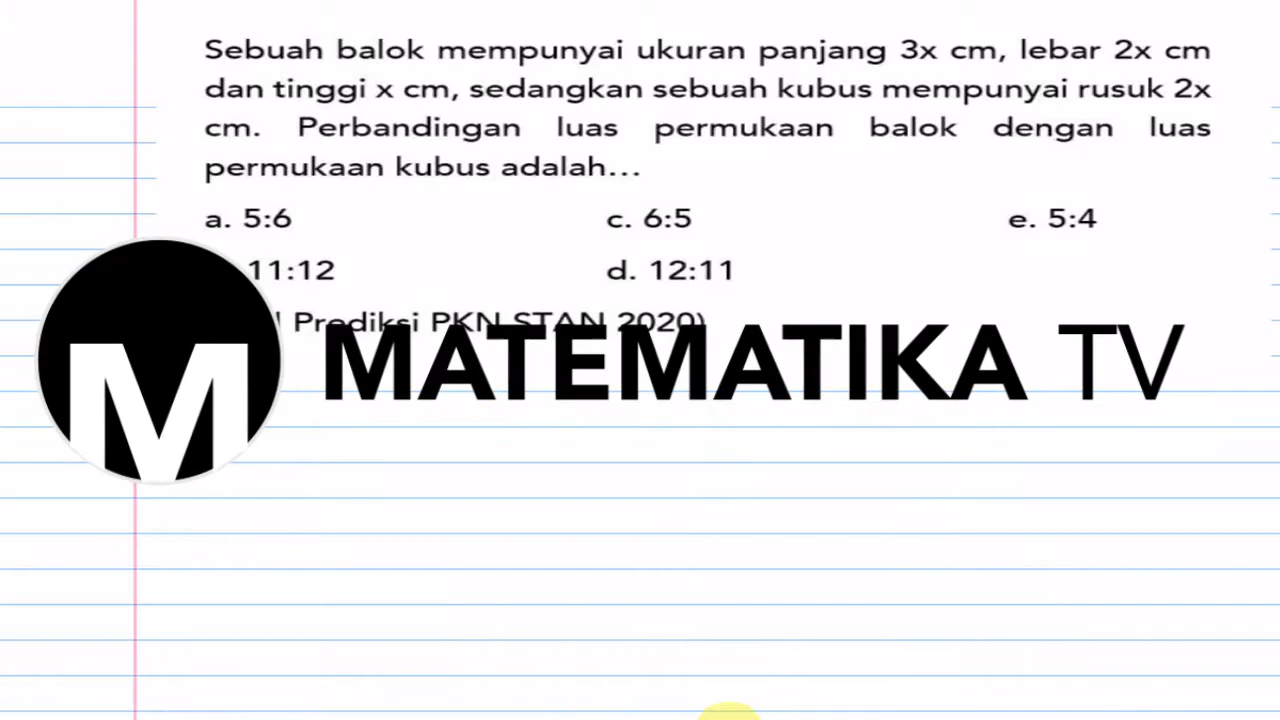 Sebuah balok mempunyai ukuran panjang 3x cm, lebar 2x cm
dan tinggi x cm, sedangkan sebuah kubus mempunyai rusuk 2x
cm. Perbandingan luas permukaan balok dengan luas
permukaan kubus adalah...
a. 5:6 c. 6:5 e. 5:4
11:12 d. 12:11
Prediksi PKN STAN 2020)
M MATEMATIKA TV